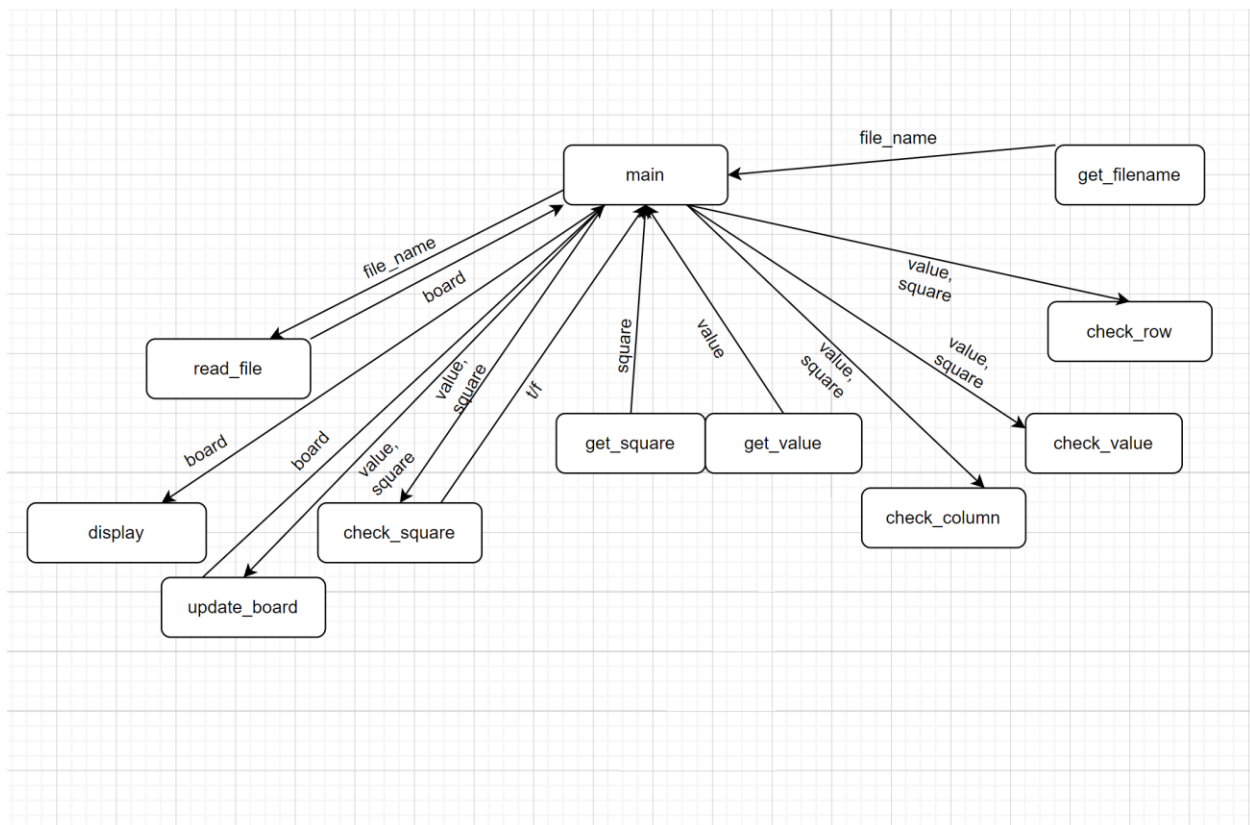 file_name
main
get_filename
file_name
board
value,
square
check_row
read_file
value,
square
square
value
value,
square
value,
square
t/f
board
board
value,
square
get_square
get_value
check_value
display
check_square
check_column
update_board